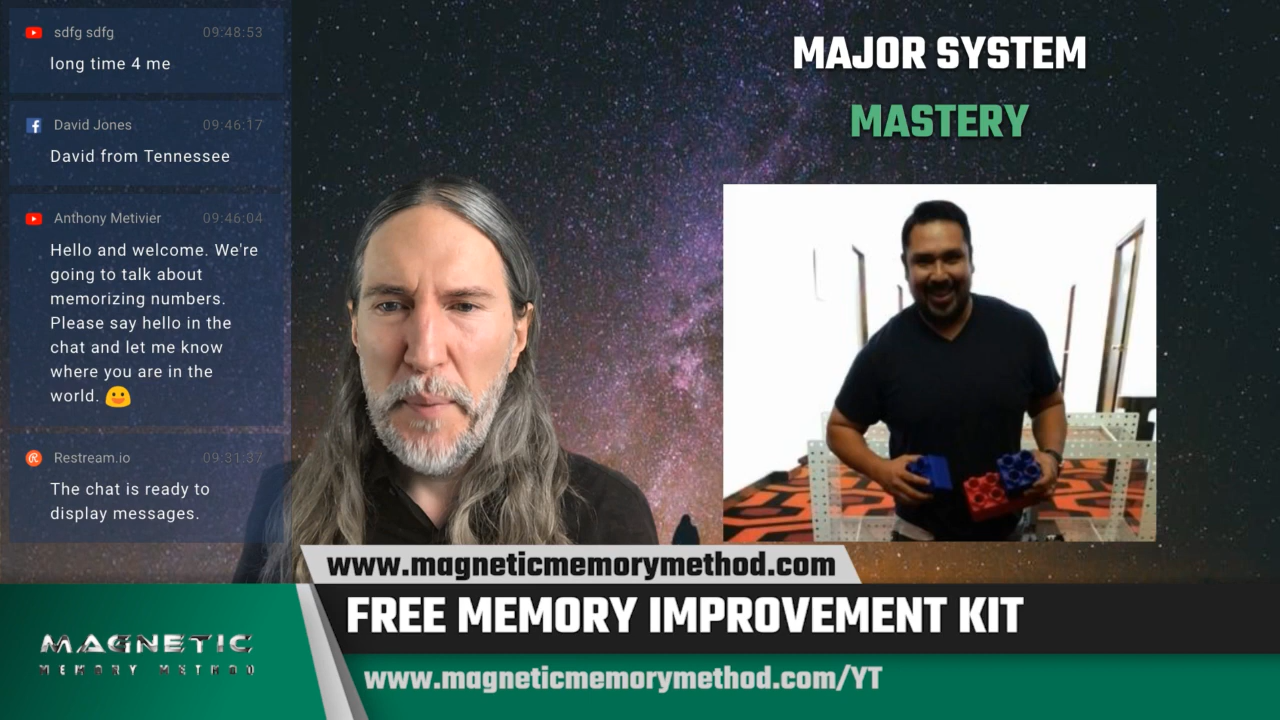 sdfg sdfg 09:48:53
long time 4 me
David Jones 09:46:17
David from Tennessee
Anthony Metivier 09:46:04
Hello and welcome. We're
going to talk about
memorizing numbers.
Please say hello in the
chat and let me know
where you are in the
world. 😃
Restream.io 09:31:37
The chat is ready to
display messages.
MAJOR SYSTEM
MASTERY
www.magneticmemorymethod.com
FREE MEMORY IMPROVEMENT KIT
www.magneticmemorymethod.com/YT
MAGNETIC
MEMORY METHOD